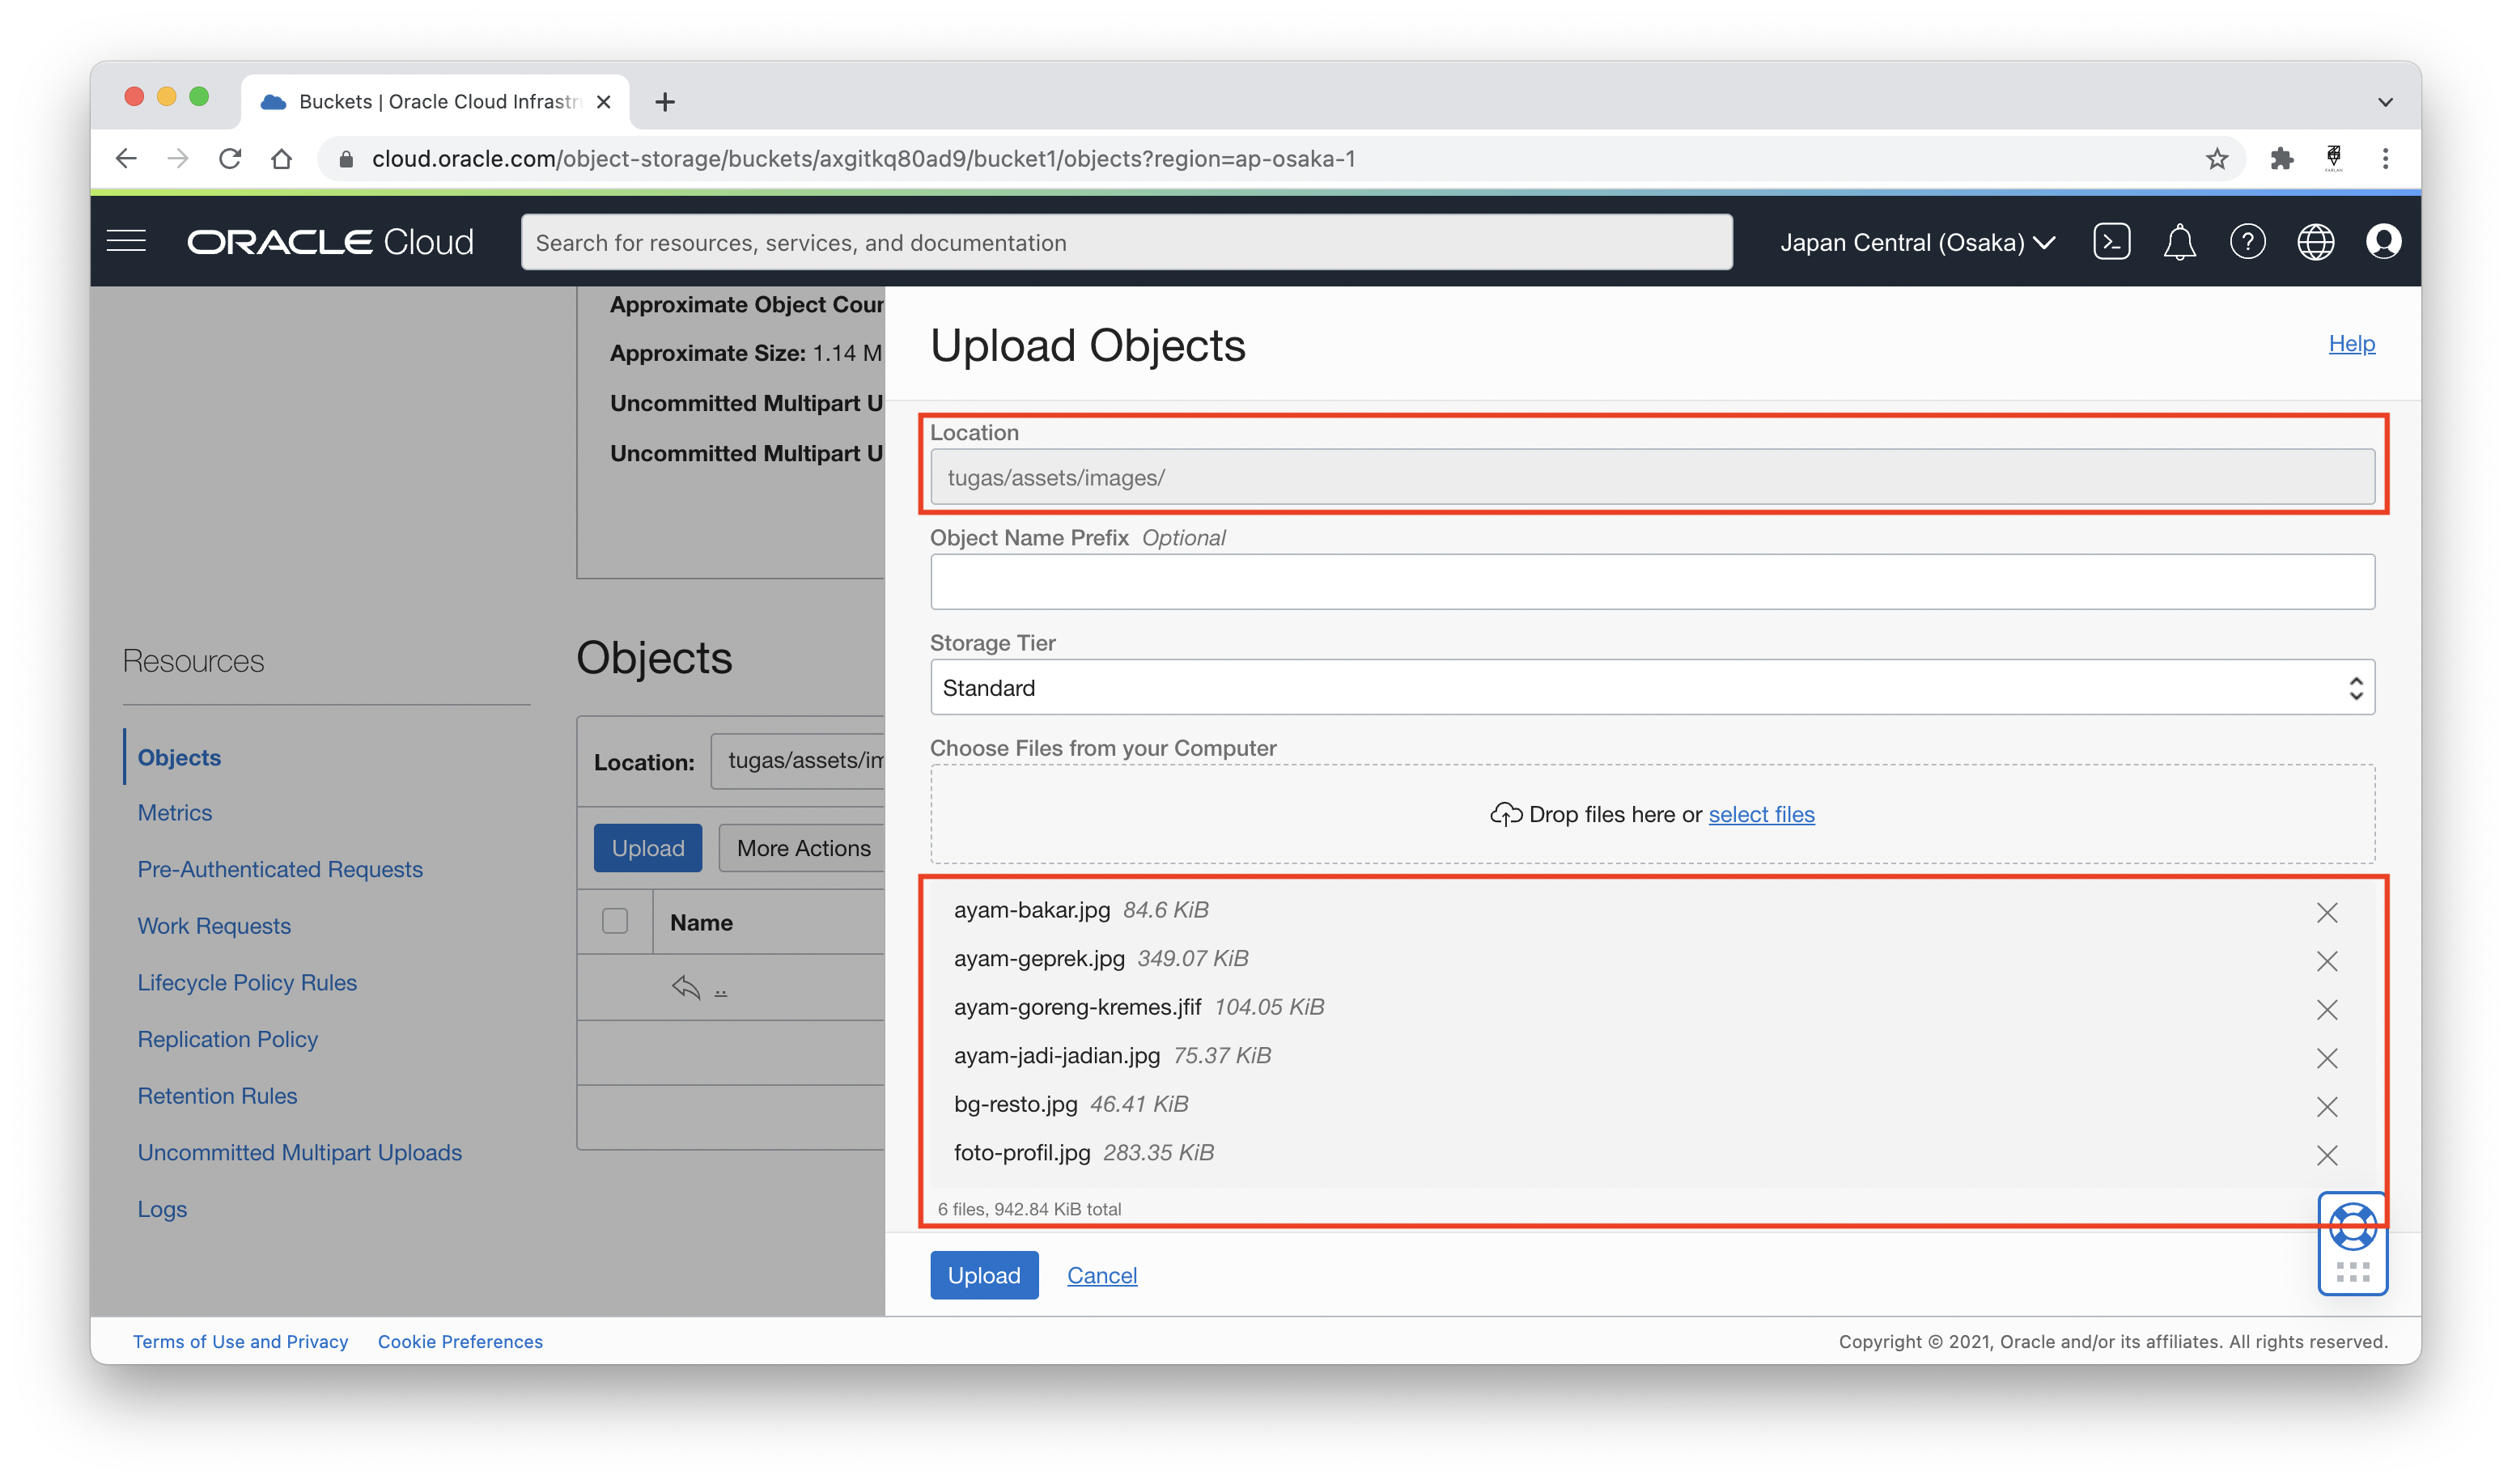 Buckets | Oracle Cloud Infrastr
cloud.oracle.com/object-storage/buckets/axgitkq80ad9/bucket1/objects?region=ap-osaka-1
ORACLE Cloud
Search for resources, services, and documentation
Japan Central (Osaka)
Approximate Object Coun
Approximate Size: 1.14 M
Uncommitted Multipart U
Uncommitted Multipart U
Resources
Objects
Metrics
Pre-Authenticated Requests
Work Requests
Lifecycle Policy Rules
Replication Policy
Retention Rules
Uncommitted Multipart Uploads
Logs
Objects
Location: tugas/assets/im
Upload More Actions
Name
..
Upload Objects
Help
Location
tugas/assets/images/
Object Name Prefix Optional
Storage Tier
Standard
Choose Files from your Computer
Drop files here or select files
ayam-bakar.jpg 84.6 KiB
ayam-geprek.jpg 349.07 KiB
ayam-goreng-kremes.jfif 104.05 KiB
ayam-jadi-jadian.jpg 75.37 KiB
bg-resto.jpg 46.41 KiB
foto-profil.jpg 283.35 KiB
6 files, 942.84 KiB total
Upload Cancel
Terms of Use and Privacy Cookie Preferences
Copyright © 2021, Oracle and/or its affiliates. All rights reserved.